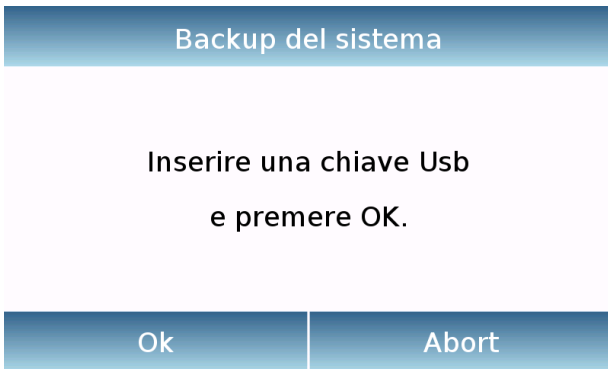 Backup del sistema
Inserire una chiave Usb
e premere OK.
Ok
Abort